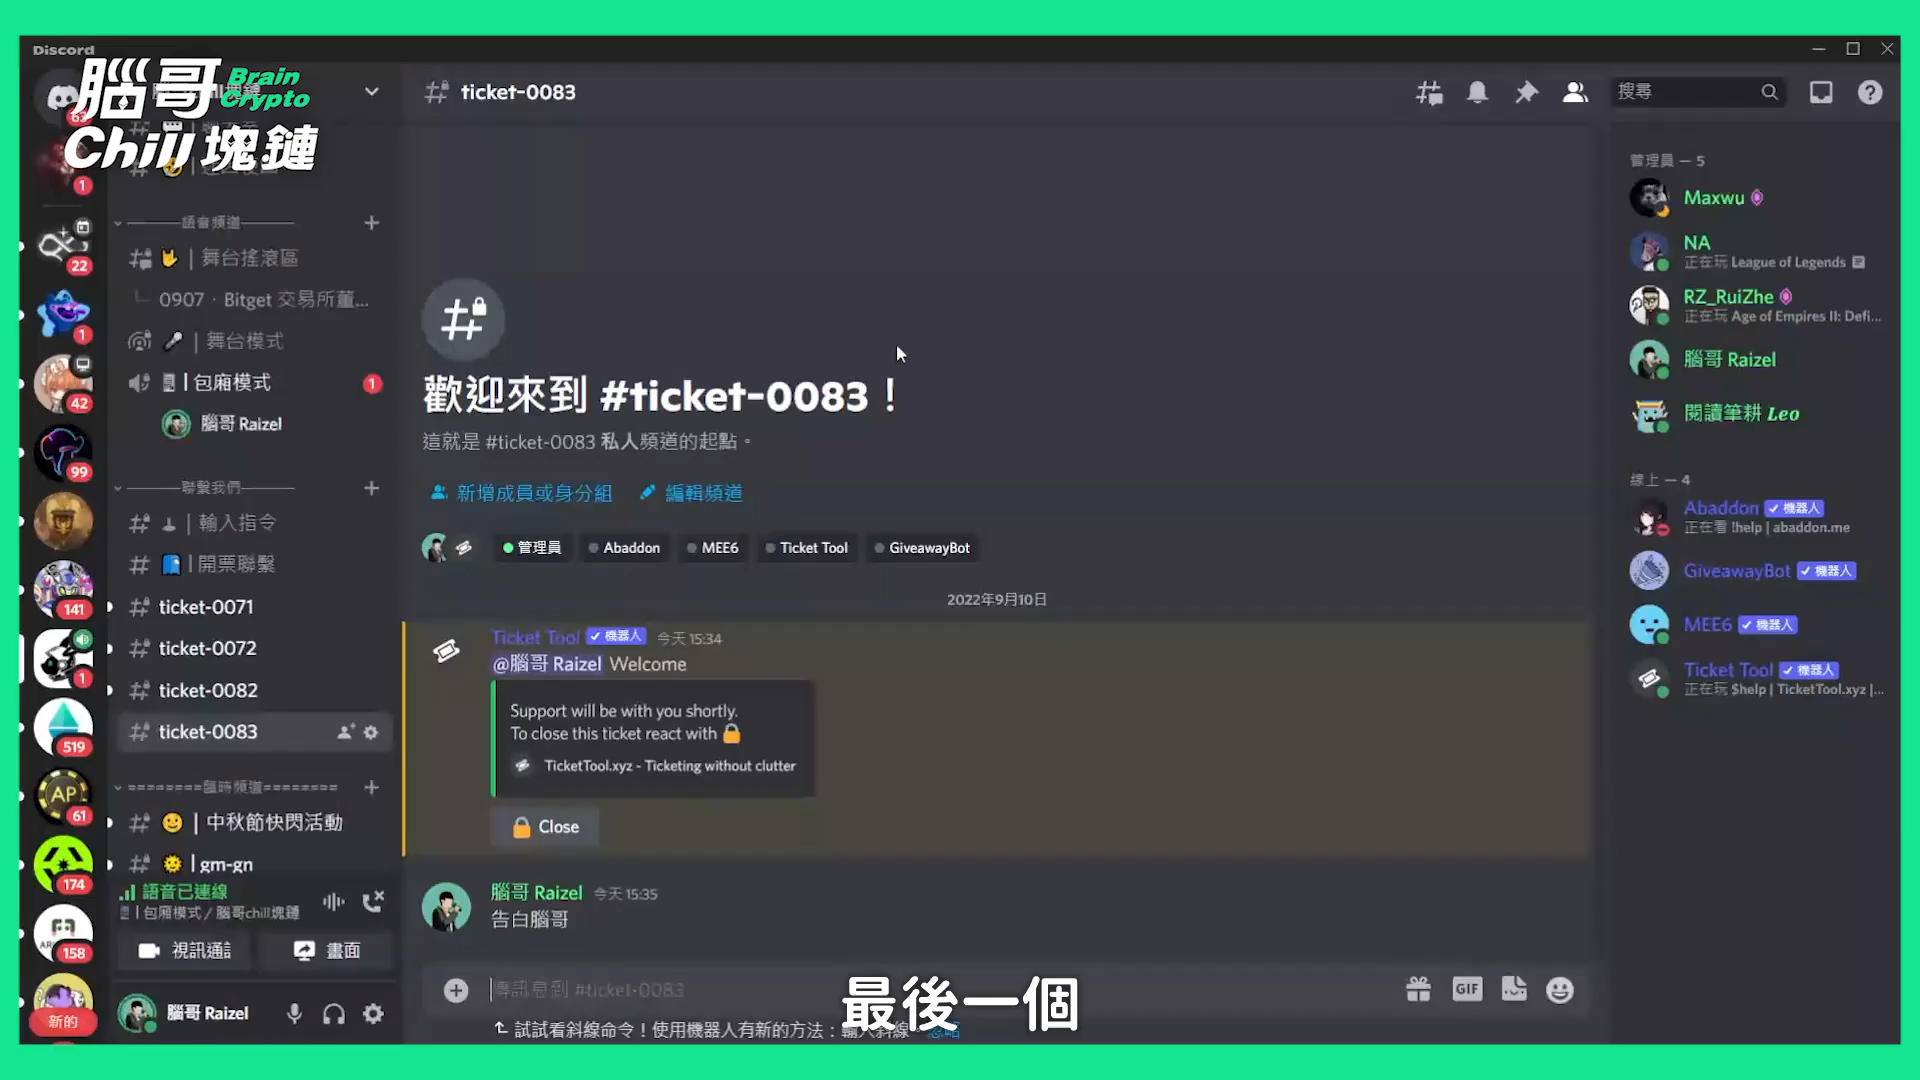 Discord
腦哥
Brain
Crypto
Chill 塊鏈
63
1
22
1
42
99
141
1
519
61
174
158
新的
AP
語音頻道
舞台搖滾區
0907 · Bitget 交易所董...
舞台模式
包廂模式
1
腦哥 Raizel
聯繫我們
輸入指令
開票聯繫
ticket-0071
ticket-0072
ticket-0082
ticket-0083
========臨時頻道========
| 中秋節快閃活動
| gm-gn
語音已連線
| 包廂模式 / 腦哥chill塊鏈
視訊通話
畫面
腦哥 Raizel
ticket-0083
搜尋
歡迎來到 #ticket-0083！
這就是 #ticket-0083 私人頻道的起點。
新增成員或身分組
編輯頻道
管理員
Abaddon
MEE6
Ticket Tool
GiveawayBot
2022年9月10日
Ticket Tool ✓ 機器人 今天 15:34
@腦哥 Raizel Welcome
Support will be with you shortly.
To close this ticket react with 🔒
TicketTool.xyz - Ticketing without clutter
Close
腦哥 Raizel 今天 15:35
告白腦哥
傳訊息到 #ticket-0083
GIF
試試看斜線命令！使用機器人有新的方法：輸入斜線。忽略
最後一個
管理員 — 5
Maxwu
NA
正在玩 League of Legends
RZ_RuiZhe
正在玩 Age of Empires II: Defi...
腦哥 Raizel
閱讀筆耕 Leo
線上 — 4
Abaddon ✓ 機器人
正在看 !help | abaddon.me
GiveawayBot ✓ 機器人
MEE6 ✓ 機器人
Ticket Tool ✓ 機器人
正在玩 $help | TicketTool.xyz |...